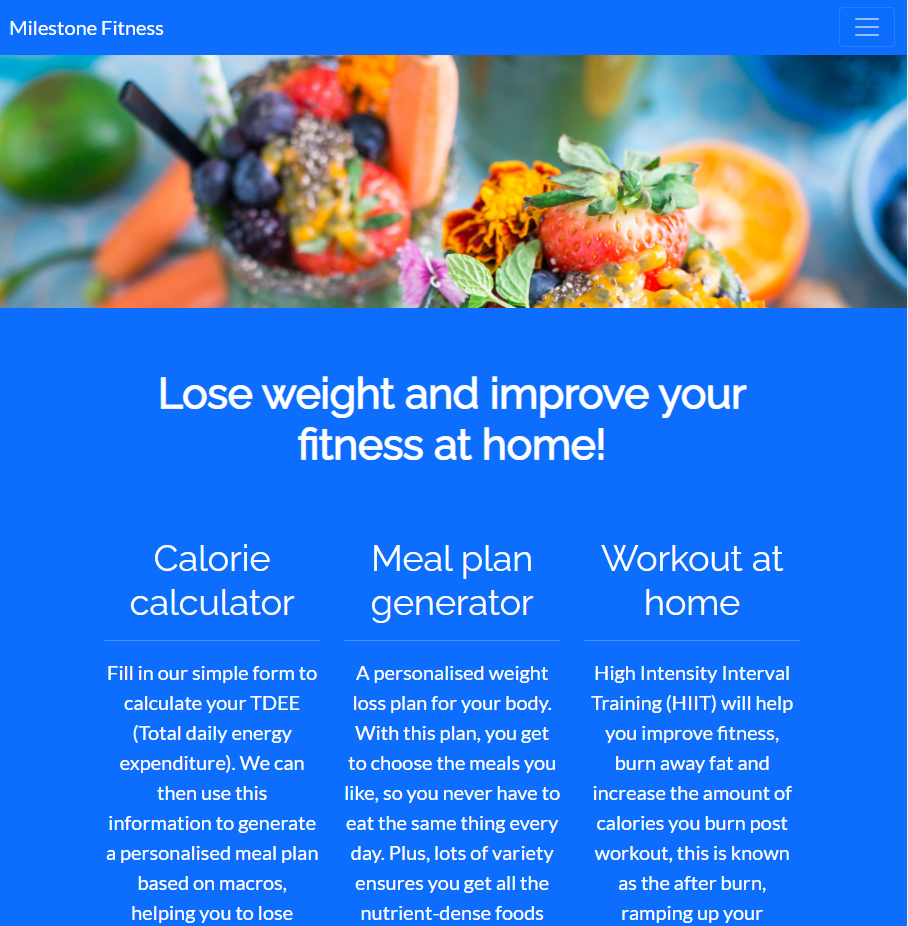 Milestone Fitness
Lose weight and improve your
fitness at home!
Calorie
calculator
Fill in our simple form to
calculate your TDEE
(Total daily energy
expenditure). We can
then use this
information to generate
a personalised meal plan
based on macros,
helping you to lose
Meal plan
generator
A personalised weight
loss plan for your body.
With this plan, you get
to choose the meals you
like, so you never have to
eat the same thing every
day. Plus, lots of variety
ensures you get all the
nutrient-dense foods
Workout at
home
High Intensity Interval
Training (HIIT) will help
you improve fitness,
burn away fat and
increase the amount of
calories you burn post
workout, this is known
as the after burn,
ramping up your